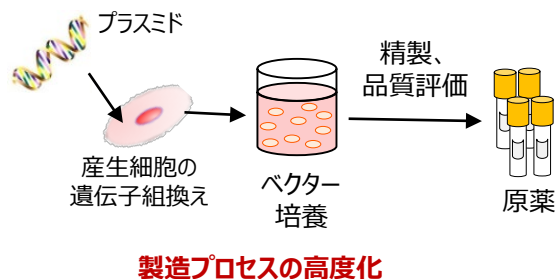 プラスミド
産生細胞の
遺伝子組換え
ベクター
培養
精製、
品質評価
原薬
製造プロセスの高度化